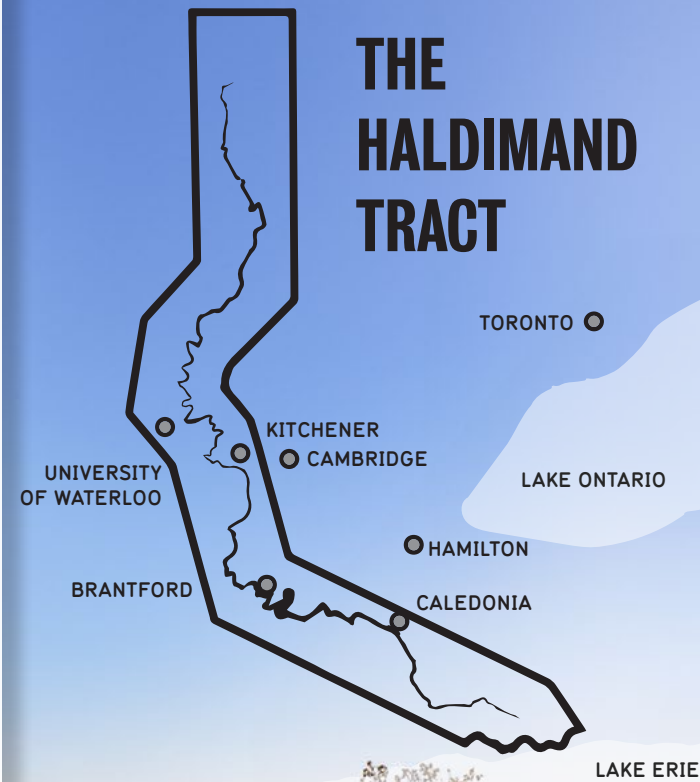 THE
HALDIMAND
TRACT
TORONTO
KITCHENER
CAMBRIDGE
UNIVERSITY
OF WATERLOO
LAKE ONTARIO
HAMILTON
BRANTFORD
CALEDONIA
LAKE ERIE